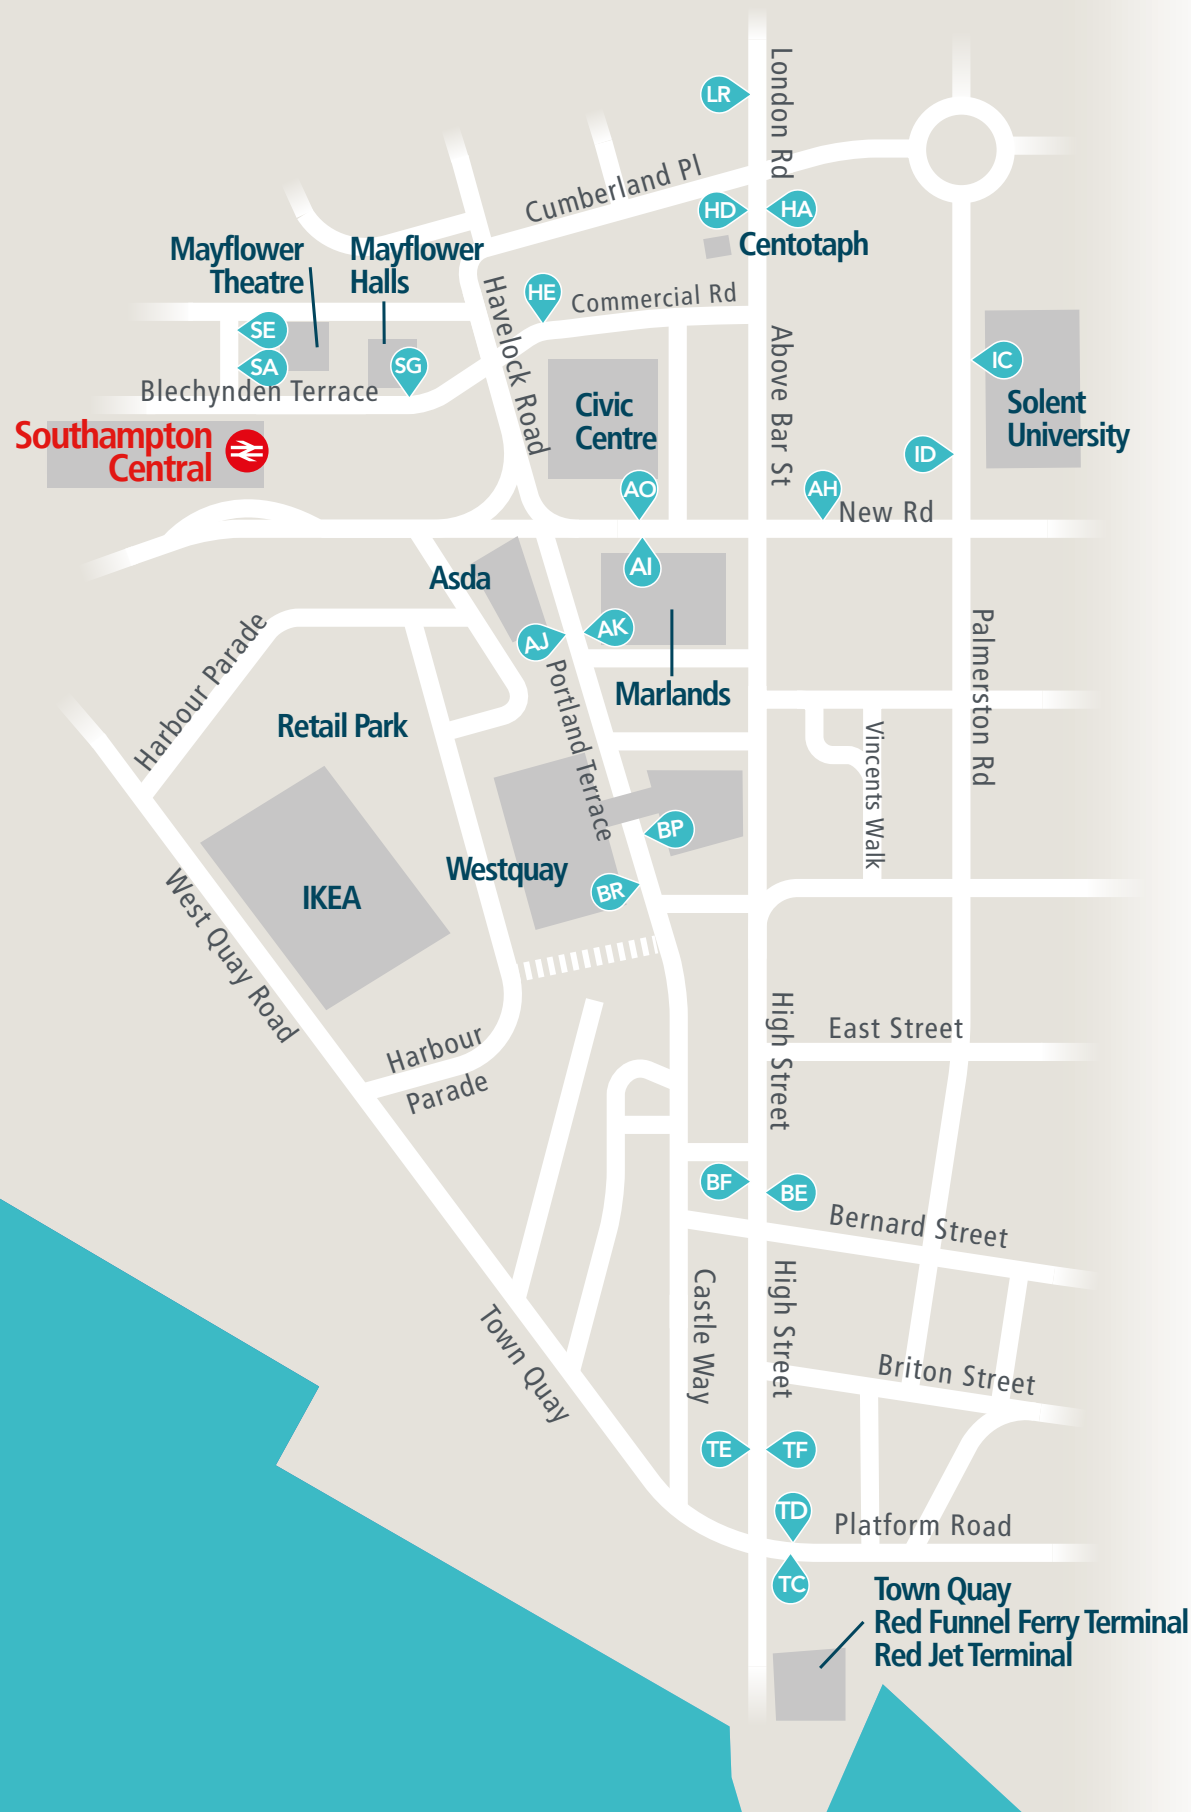 London Rd
LR
Cumberland Pl
HD
HA
Centotaph
Mayflower
Theatre
Mayflower
Halls
HE
Commercial Rd
Havelock Road
SE
SA
SG
Blechynden Terrace
Above Bar St
IC
Solent
University
Civic
Centre
Southampton
Central
ID
AO
AH
New Rd
AI
Asda
AJ
AK
Harbour Parade
Portland Terrace
Marlands
Palmerston Rd
Retail Park
Vincents Walk
BP
Westquay
BR
IKEA
West Quay Road
High Street
East Street
Harbour
Parade
BF
BE
Bernard Street
Castle Way
High Street
Town Quay
Briton Street
TE
TF
TD
Platform Road
TC
Town Quay
Red Funnel Ferry Terminal
Red Jet Terminal